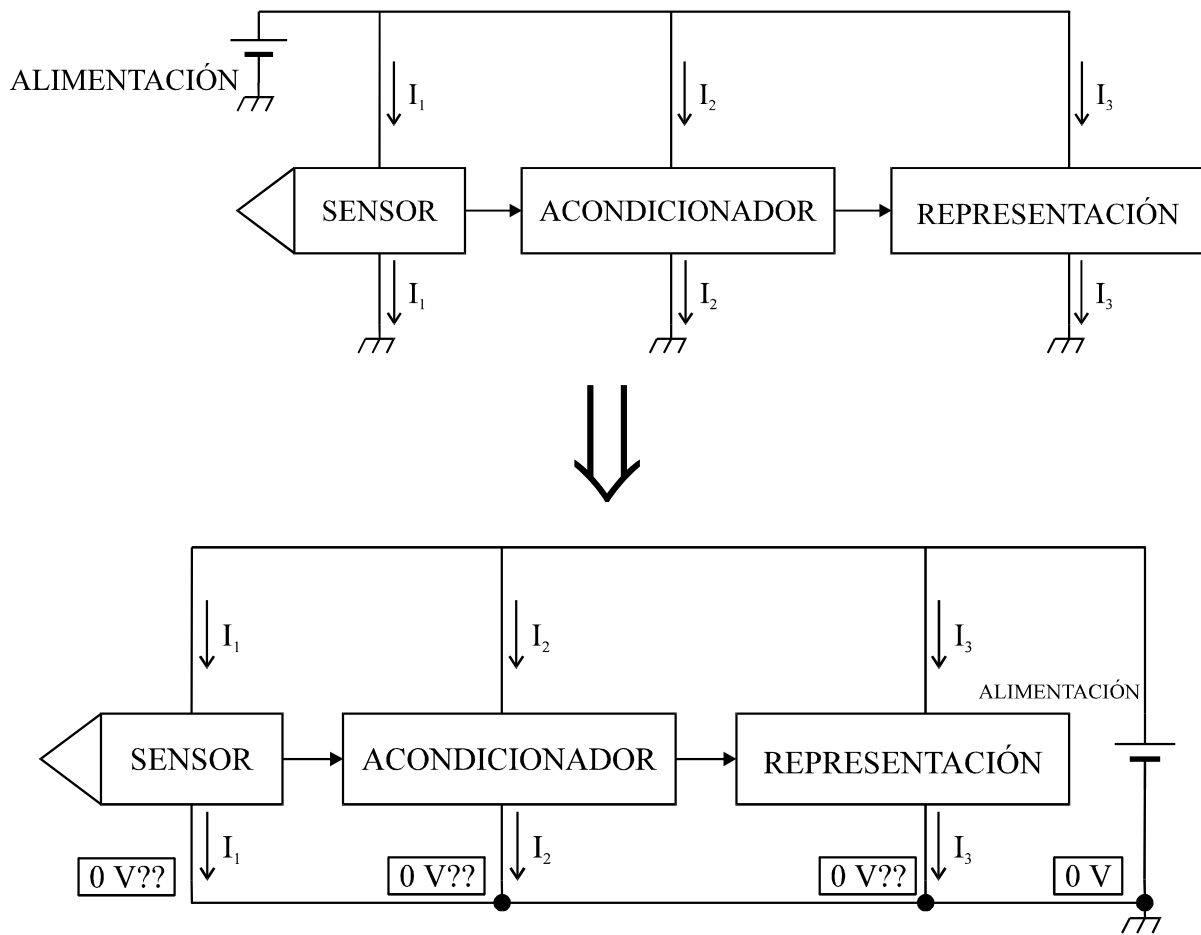 ALIMENTACIÓN
I₁
I₂
I₃
SENSOR
ACONDICIONADOR
REPRESENTACIÓN
I₁
I₂
I₃
I₁
I₂
I₃
ALIMENTACIÓN
SENSOR
ACONDICIONADOR
REPRESENTACIÓN
I₁
I₂
I₃
0 V??
0 V??
0 V??
0 V